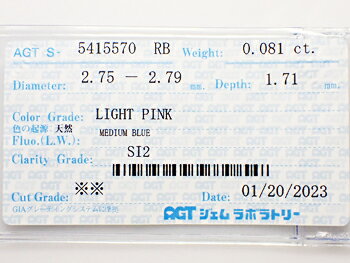 AGT S- 5415570 RB Weight: 0.081 ct.
Diameter: 2.75 - 2.79 mm. Depth: 1.71 mm.
Color Grade: LIGHT PINK
色の起源: 天然
Fluo.(L.W.): MEDIUM BLUE
Clarity Grade: SI2
Cut Grade: ※※ Date: 01/20/2023
GIAグレーディングシステムに準拠 AGT ジェム ラボラトリー